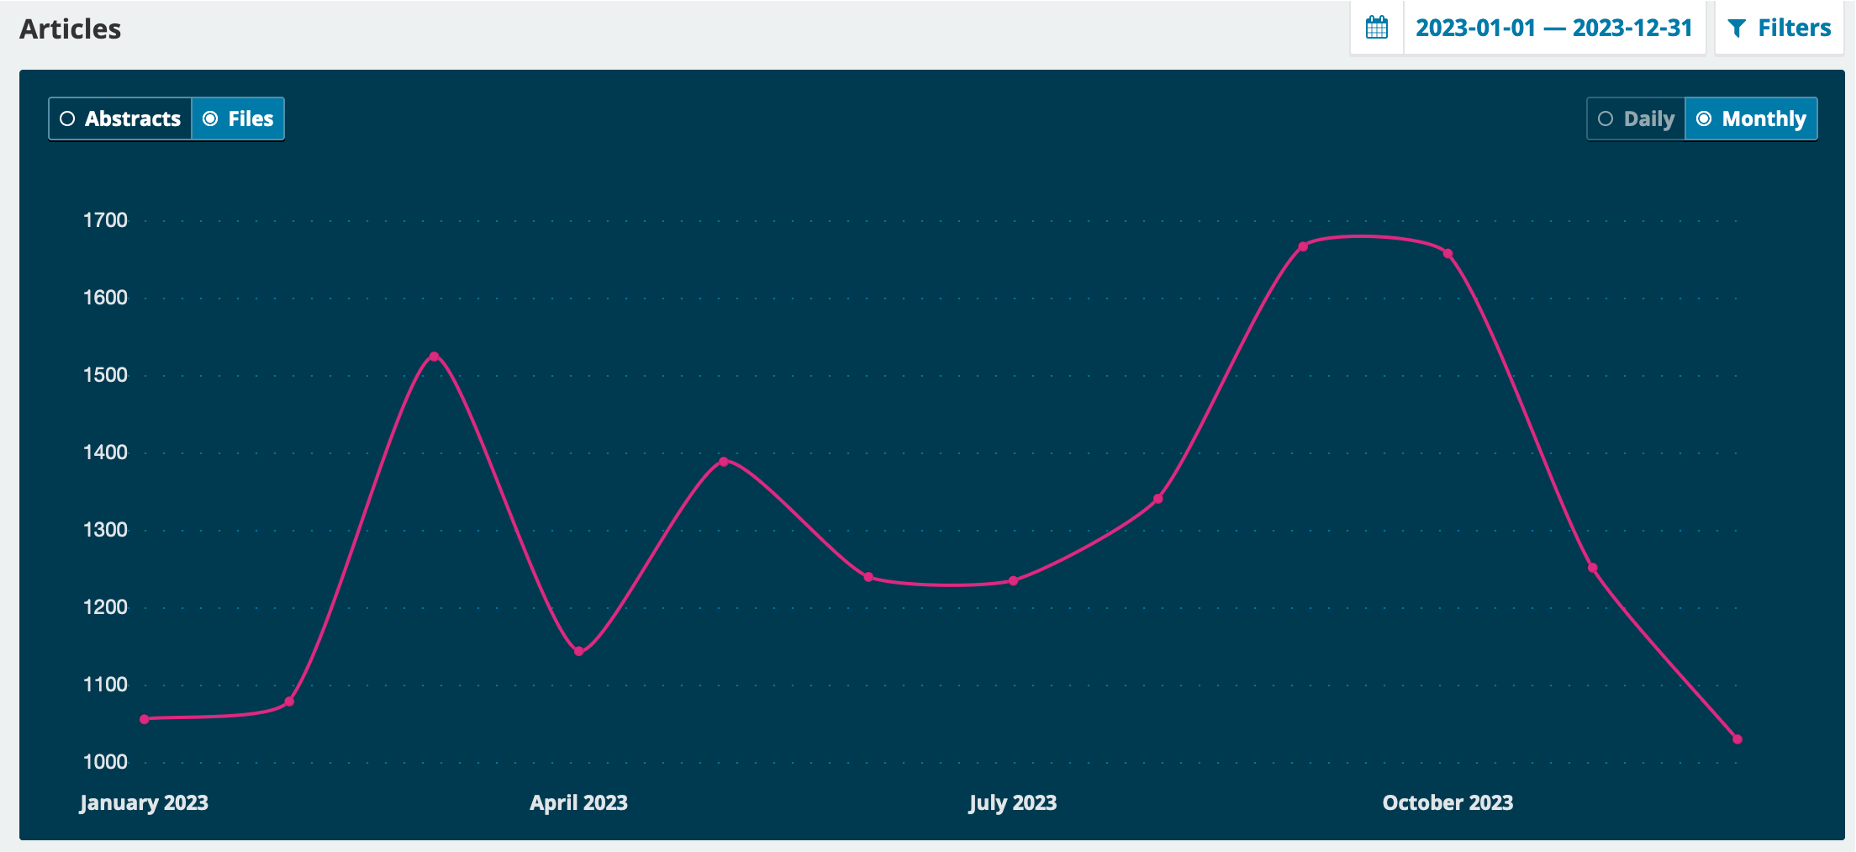 Articles
2023-01-01 — 2023-12-31
Filters
Abstracts
Files
Daily
Monthly
1700
1600
1500
1400
1300
1200
1100
1000
January 2023
April 2023
July 2023
October 2023